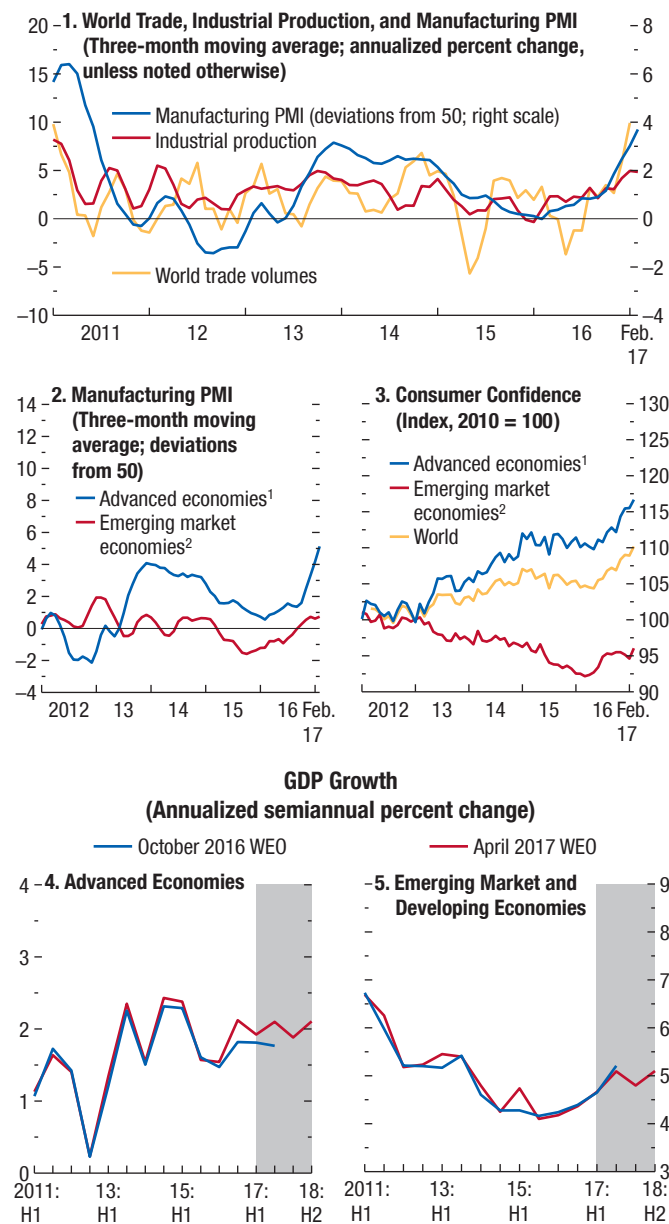 1. World Trade, Industrial Production, and Manufacturing PMI
(Three-month moving average; annualized percent change,
unless noted otherwise)
20
15
10
5
0
–5
–10
8
6
4
2
0
–2
–4
Manufacturing PMI (deviations from 50; right scale)
Industrial production
World trade volumes
2011 12 13 14 15 16 Feb.
17
2. Manufacturing PMI
(Three-month moving
average; deviations
from 50)
14
12
10
8
6
4
2
0
–2
–4
Advanced economies¹
Emerging market
economies²
2012 13 14 15 16 Feb.
17
3. Consumer Confidence
(Index, 2010 = 100)
130
125
120
115
110
105
100
95
90
Advanced economies¹
Emerging market
economies²
World
2012 13 14 15 16 Feb.
17
GDP Growth
(Annualized semiannual percent change)
October 2016 WEO
April 2017 WEO
4. Advanced Economies
4
3
2
1
0
2011: 13: 15: 17: 18:
H1 H1 H1 H1 H2
5. Emerging Market and
Developing Economies
9
8
7
6
5
4
3
2011: 13: 15: 17: 18:
H1 H1 H1 H1 H2